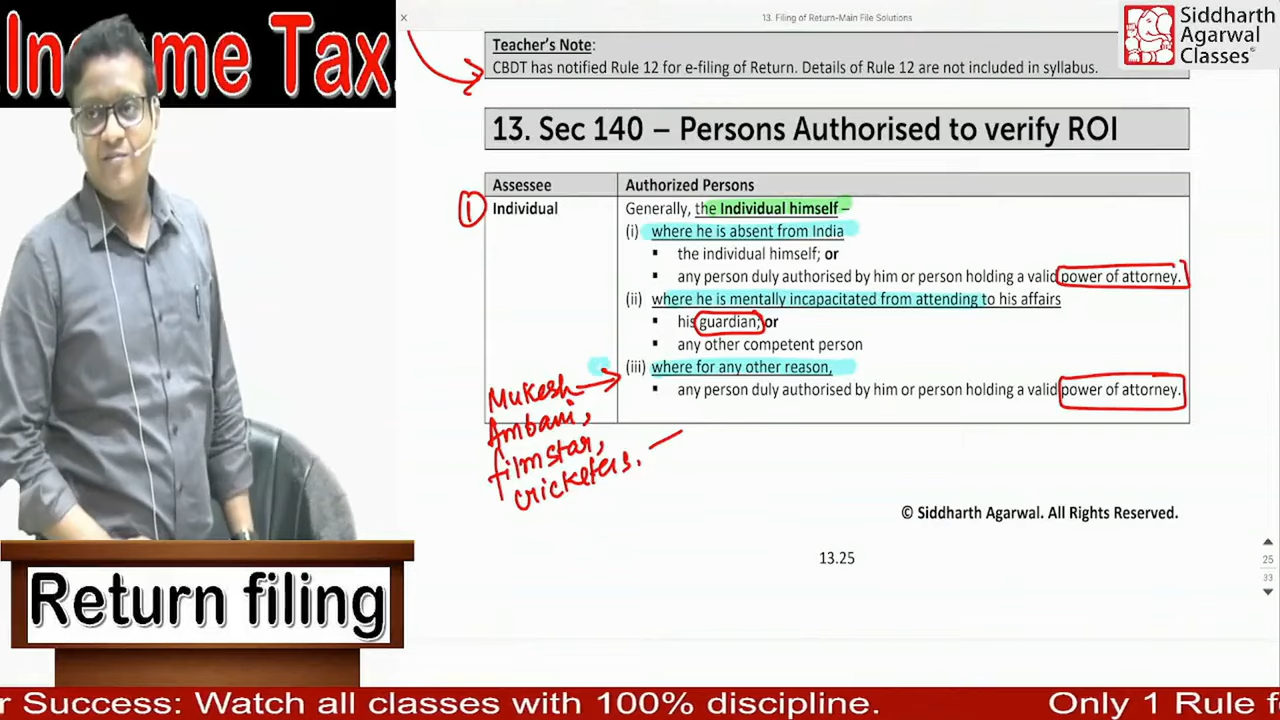 Income Tax.
× 13. Filing of Return-Main File Solutions
Siddharth
Agarwal
Classes
Teacher's Note:
CBDT has notified Rule 12 for e-filing of Return. Details of Rule 12 are not included in syllabus.
13. Sec 140 – Persons Authorised to verify ROI
Assessee Authorized Persons
① Individual Generally, the Individual himself –
(i) where he is absent from India
▪ the individual himself; or
▪ any person duly authorised by him or person holding a valid power of attorney.
(ii) where he is mentally incapacitated from attending to his affairs
▪ his guardian; or
▪ any other competent person
(iii) where for any other reason,
▪ any person duly authorised by him or person holding a valid power of attorney.
Mukesh
Ambani,
filmstar,
cricketers. —
© Siddharth Agarwal. All Rights Reserved.
13.25
25
33
Return filing
r Success: Watch all classes with 100% discipline. Only 1 Rule f